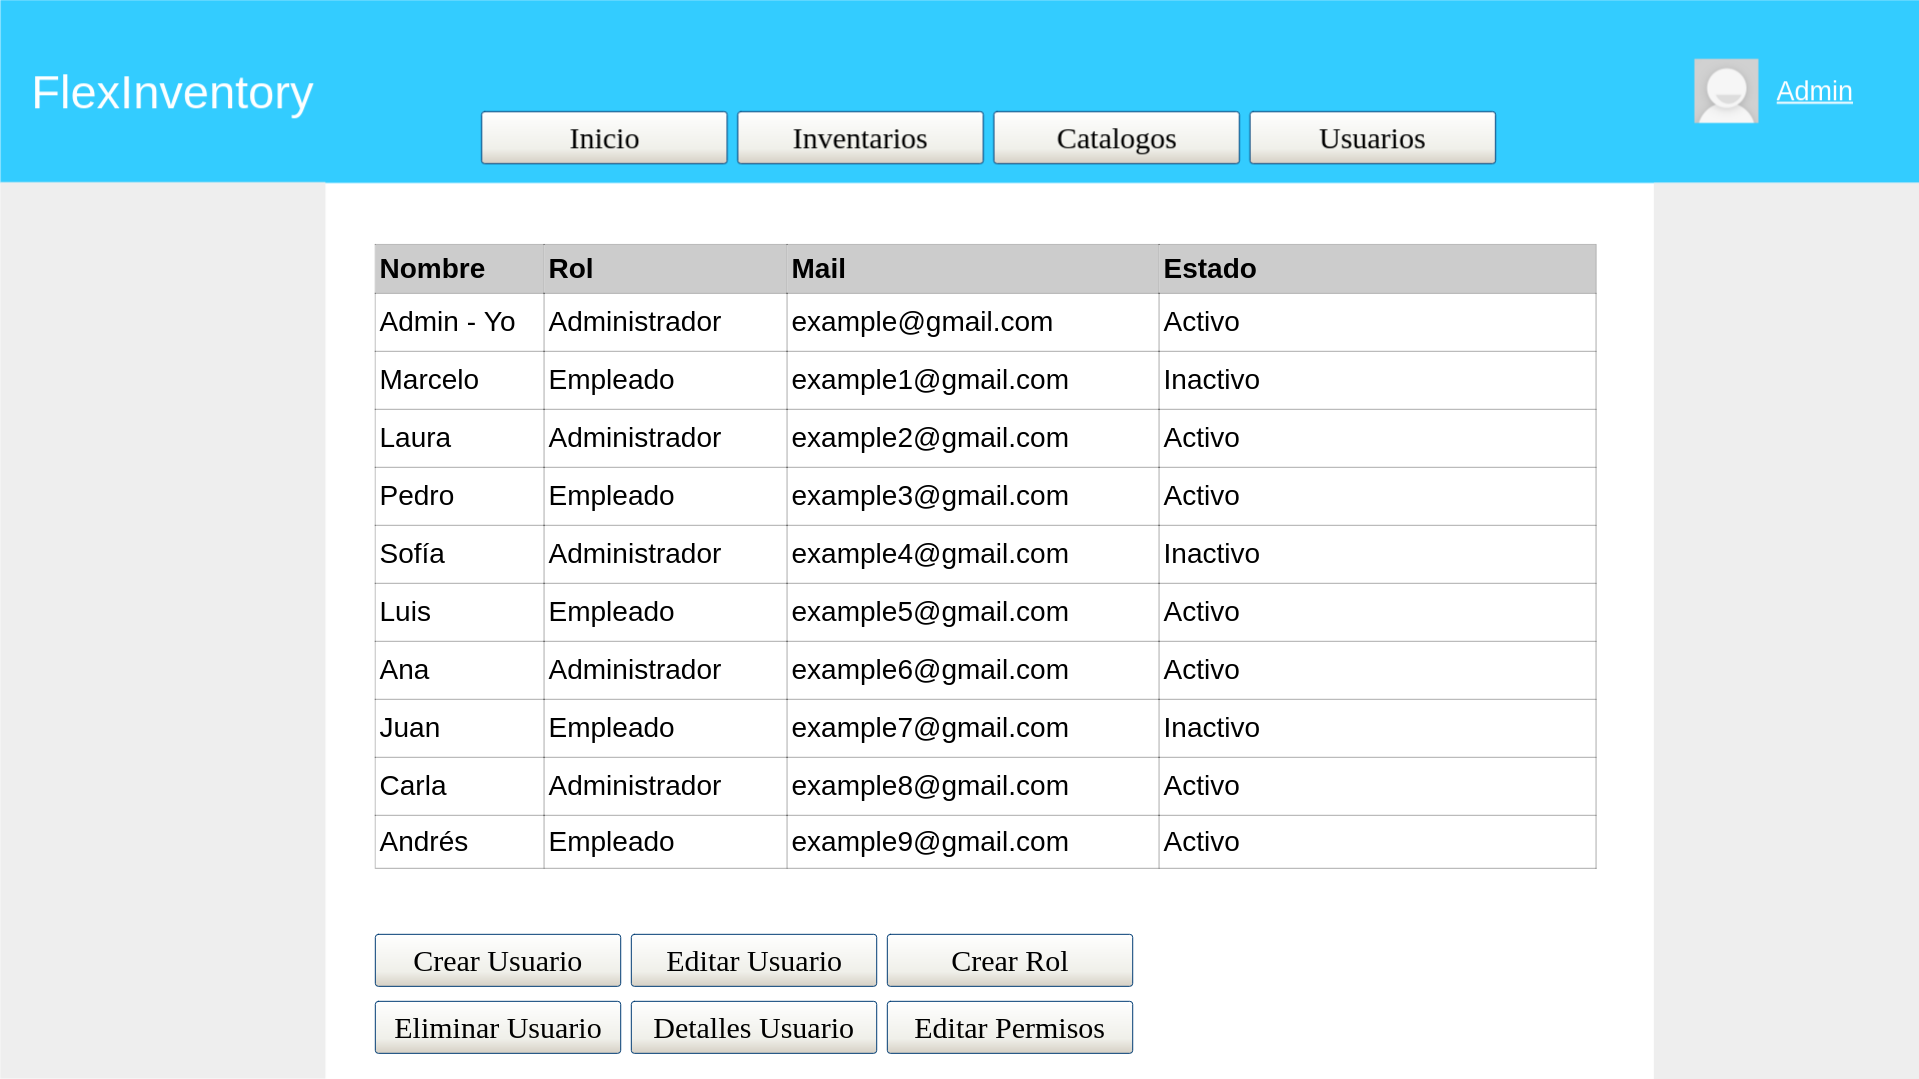 FlexInventory
Admin
Inicio Inventarios Catalogos Usuarios
Nombre Rol Mail Estado
Admin - Yo Administrador example@gmail.com Activo
Marcelo Empleado example1@gmail.com Inactivo
Laura Administrador example2@gmail.com Activo
Pedro Empleado example3@gmail.com Activo
Sofía Administrador example4@gmail.com Inactivo
Luis Empleado example5@gmail.com Activo
Ana Administrador example6@gmail.com Activo
Juan Empleado example7@gmail.com Inactivo
Carla Administrador example8@gmail.com Activo
Andrés Empleado example9@gmail.com Activo
Crear Usuario Editar Usuario Crear Rol
Eliminar Usuario Detalles Usuario Editar Permisos